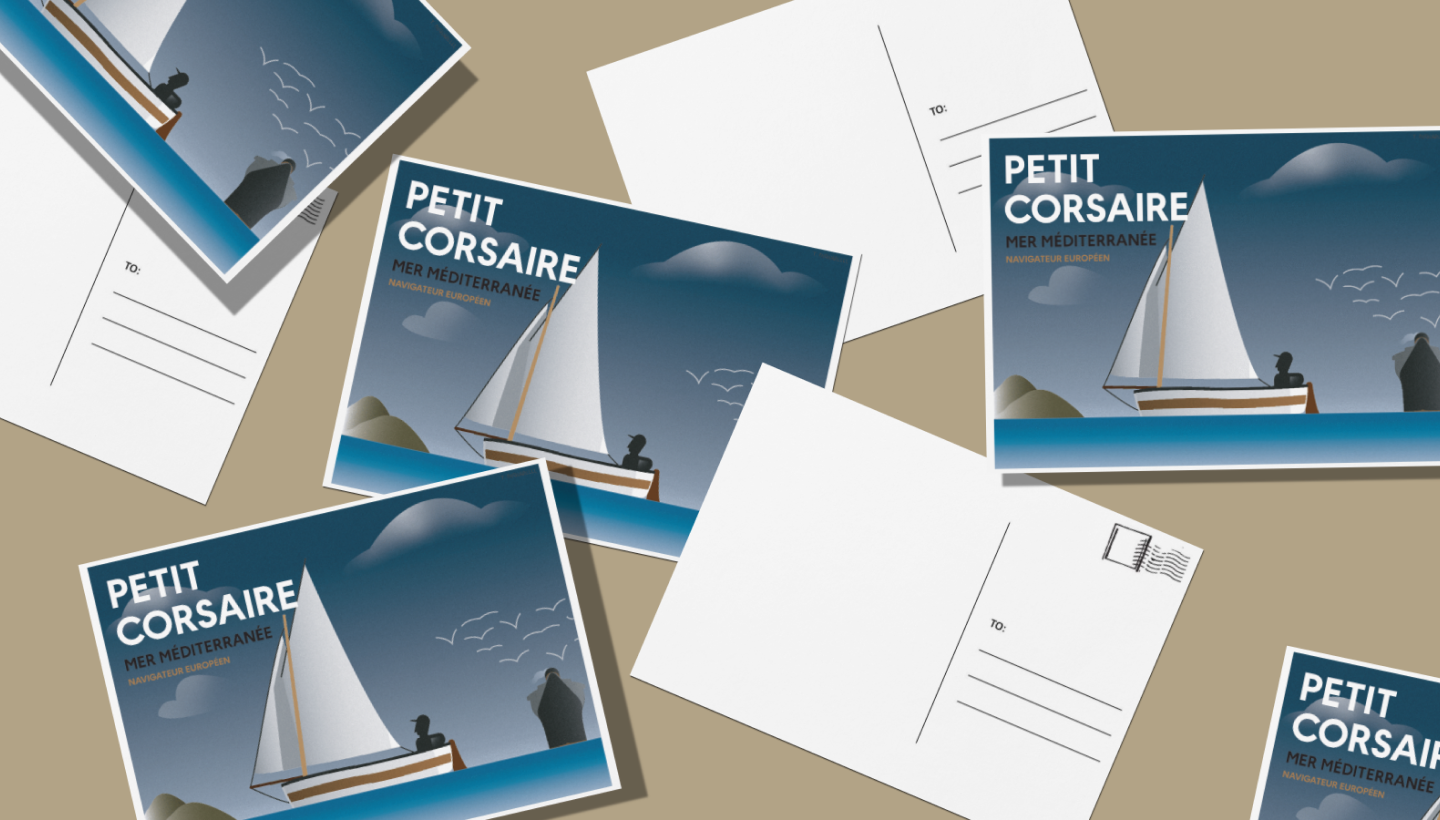 TO:
PETIT
CORSAIRE
MER MÉDITERRANÉE
NAVIGATEUR EUROPÉEN
TO:
PETIT
CORSAIRE
MER MÉDITERRANÉE
NAVIGATEUR EUROPÉEN
TO:
PETIT
CORSAIRE
MER MÉDITERRANÉE
NAVIGATEUR EUROPÉEN
TO:
PETIT
CORSAIR
MER MÉDITERRANÉE
NAVIGATEUR EUROPÉEN